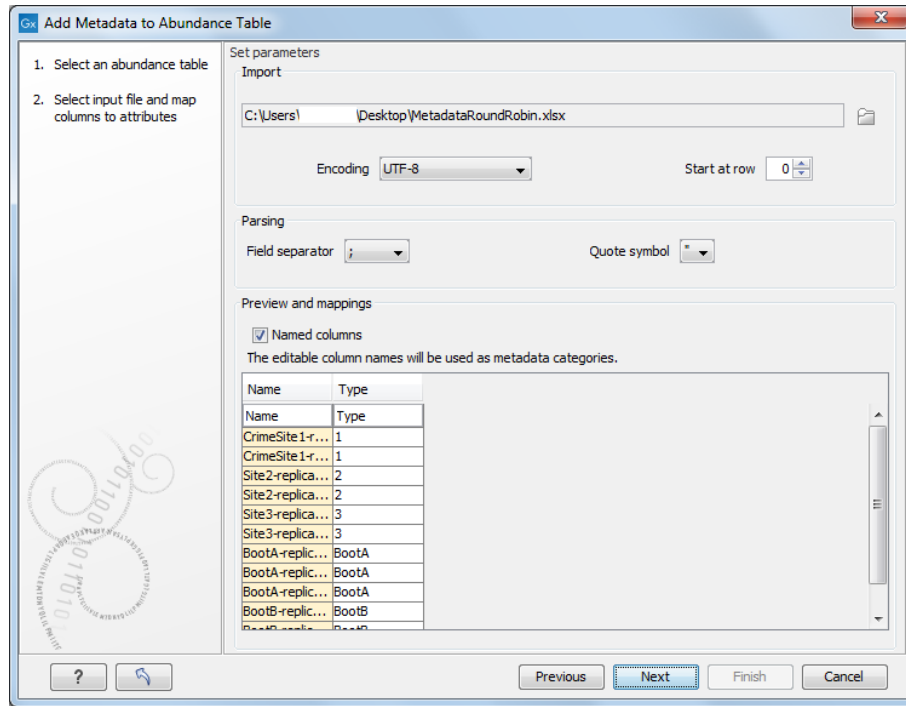 Gx Add Metadata to Abundance Table
1. Select an abundance table
2. Select input file and map
columns to attributes
Set parameters
Import
C:\Users\ \Desktop\MetadataRoundRobin.xlsx
Encoding UTF-8 Start at row 0
Parsing
Field separator ; Quote symbol "
Preview and mappings
Named columns
The editable column names will be used as metadata categories.
Name Type
Name Type
CrimeSite1-r... 1
CrimeSite1-r... 1
Site2-replica... 2
Site2-replica... 2
Site3-replica... 3
Site3-replica... 3
BootA-replic... BootA
BootA-replic... BootA
BootA-replic... BootA
BootB-replic... BootB
BootB-replic... BootB
? Previous Next Finish Cancel